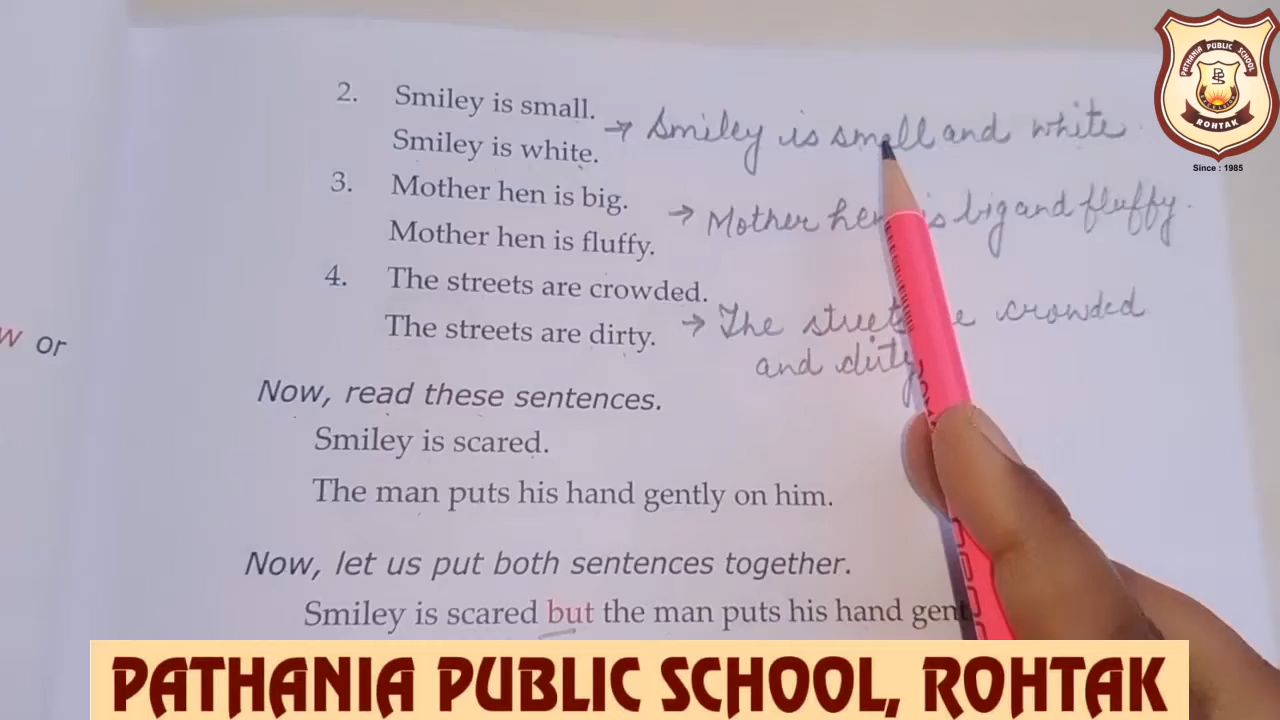 2. Smiley is small.
Smiley is white.
→ Smiley is small and white
3. Mother hen is big.
Mother hen is fluffy.
→ Mother hen is big and fluffy.
4. The streets are crowded.
The streets are dirty.
→ The street e crowded
and dirty
w or
Now, read these sentences.
Smiley is scared.
The man puts his hand gently on him.
Now, let us put both sentences together.
Smiley is scared but the man puts his hand gent
PATHANIA PUBLIC SCHOOL
PS
ROHTAK
Since : 1985
PATHANIA PUBLIC SCHOOL, ROHTAK